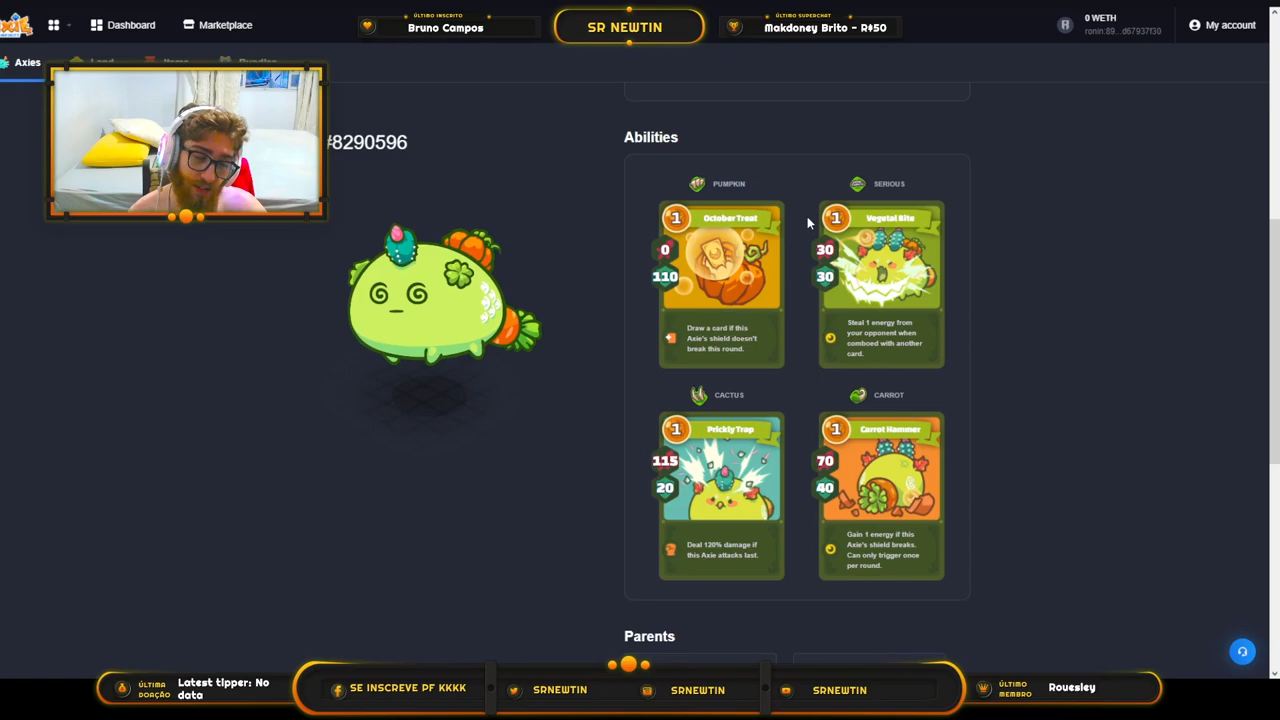 Dashboard
Marketplace
ÚLTIMO INSCRITO
Bruno Campos
SR NEWTIN
ÚLTIMO SUPERCHAT
Makdoney Brito - R$50
0 WETH
ronin:89...d67937f30
My account
Axies
#8290596
Abilities
PUMPKIN
SERIOUS
1
October Treat
0
110
Draw a card if this
Axie's shield doesn't
break this round.
1
Vegetal Bite
30
30
Steal 1 energy from
your opponent when
comboed with another
card.
CACTUS
CARROT
1
Prickly Trap
115
20
Deal 120% damage if
this Axie attacks last.
1
Carrot Hammer
70
40
Gain 1 energy if this
Axie's shield breaks.
Can only trigger once
per round.
Parents
ÚLTIMA
DOAÇÃO
Latest tipper: No
data
SE INSCREVE PF KKKK
SRNEWTIN
SRNEWTIN
SRNEWTIN
ÚLTIMO
MEMBRO
Rouesley